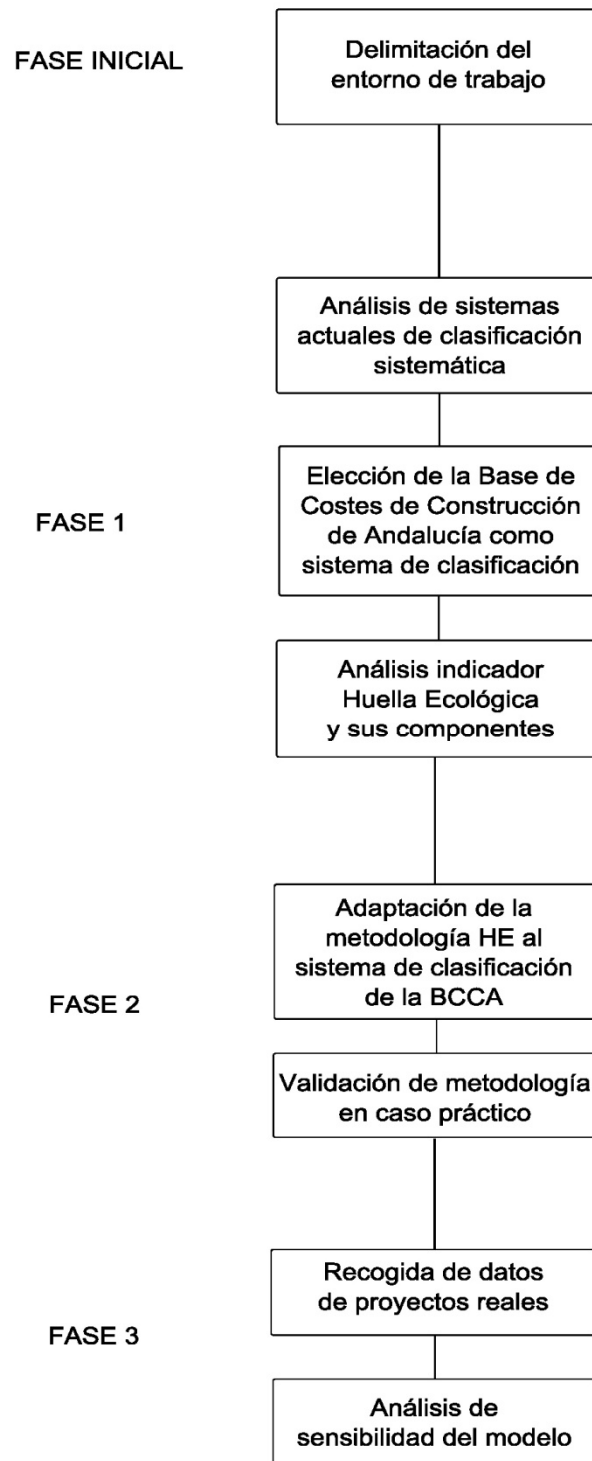 FASE INICIAL
Delimitación del
entorno de trabajo
Análisis de sistemas
actuales de clasificación
sistemática
FASE 1
Elección de la Base de
Costes de Construcción
de Andalucía como
sistema de clasificación
Análisis indicador
Huella Ecológica
y sus componentes
FASE 2
Adaptación de la
metodología HE al
sistema de clasificación
de la BCCA
Validación de metodología
en caso práctico
FASE 3
Recogida de datos
de proyectos reales
Análisis de
sensibilidad del modelo